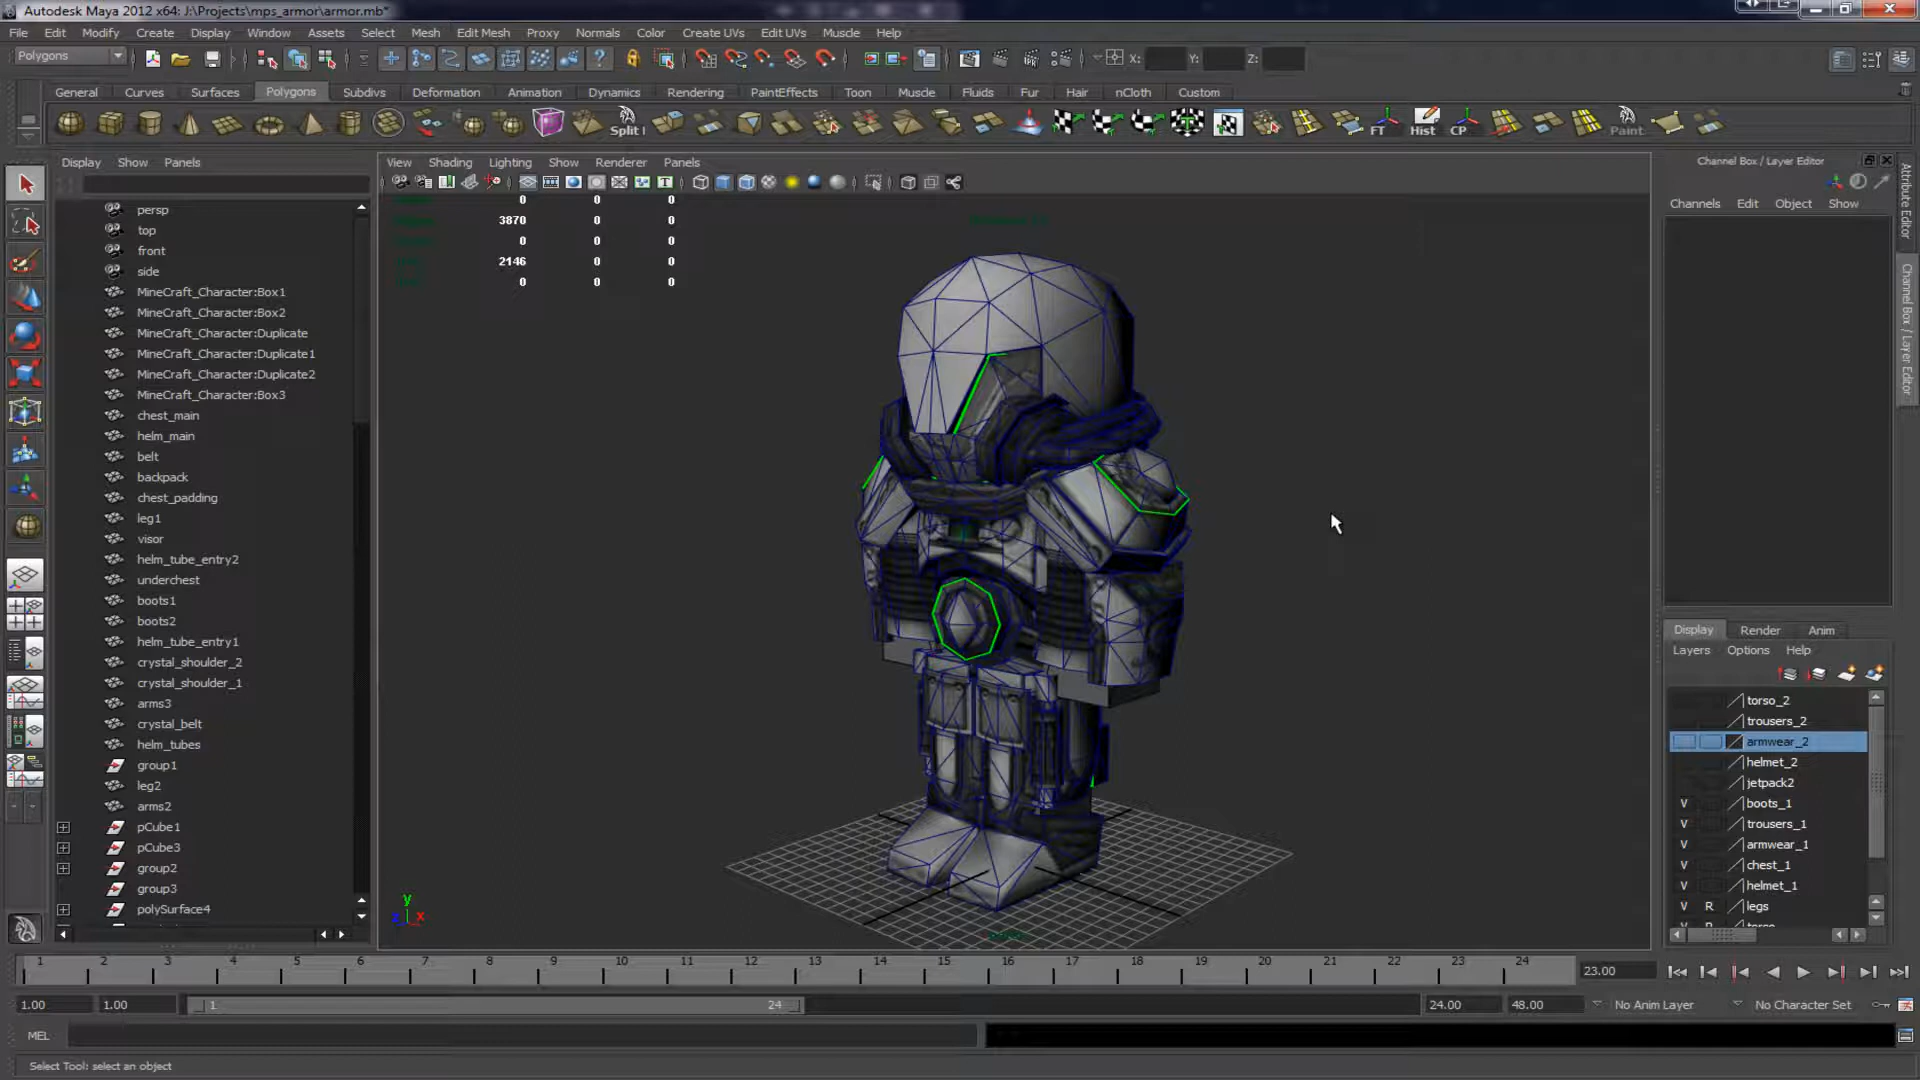 Autodesk Maya 2012 x64: J:\Projects\mps_armor\armor.mb*
File Edit Modify Create Display Window Assets Select Mesh Edit Mesh Proxy Normals Color Create UVs Edit UVs Muscle Help
Polygons X: Y: Z:
General Curves Surfaces Polygons Subdivs Deformation Animation Dynamics Rendering PaintEffects Toon Muscle Fluids Fur Hair nCloth Custom
Split FT Hist CP Paint
Display Show Panels
View Shading Lighting Show Renderer Panels
Channel Box / Layer Editor
Channels Edit Object Show
Attribute Editor
Channel Box / Layer Editor
0 0 0
3870 0 0
0 0 0
2146 0 0
0 0 0
persp
top
front
side
MineCraft_Character:Box1
MineCraft_Character:Box2
MineCraft_Character:Duplicate
MineCraft_Character:Duplicate1
MineCraft_Character:Duplicate2
MineCraft_Character:Box3
chest_main
helm_main
belt
backpack
chest_padding
leg1
visor
helm_tube_entry2
underchest
boots1
boots2
helm_tube_entry1
crystal_shoulder_2
crystal_shoulder_1
arms3
crystal_belt
helm_tubes
group1
leg2
arms2
pCube1
pCube3
group2
group3
polySurface4
y
z x
Display Render Anim
Layers Options Help
torso_2
trousers_2
armwear_2
helmet_2
jetpack2
V boots_1
V trousers_1
V armwear_1
V chest_1
V helmet_1
V R legs
V R torso
1 2 3 4 5 6 7 8 9 10 11 12 13 14 15 16 17 18 19 20 21 22 23 24
23.00
1.00 1.00 1 24 24.00 48.00 No Anim Layer No Character Set
MEL
Select Tool: select an object